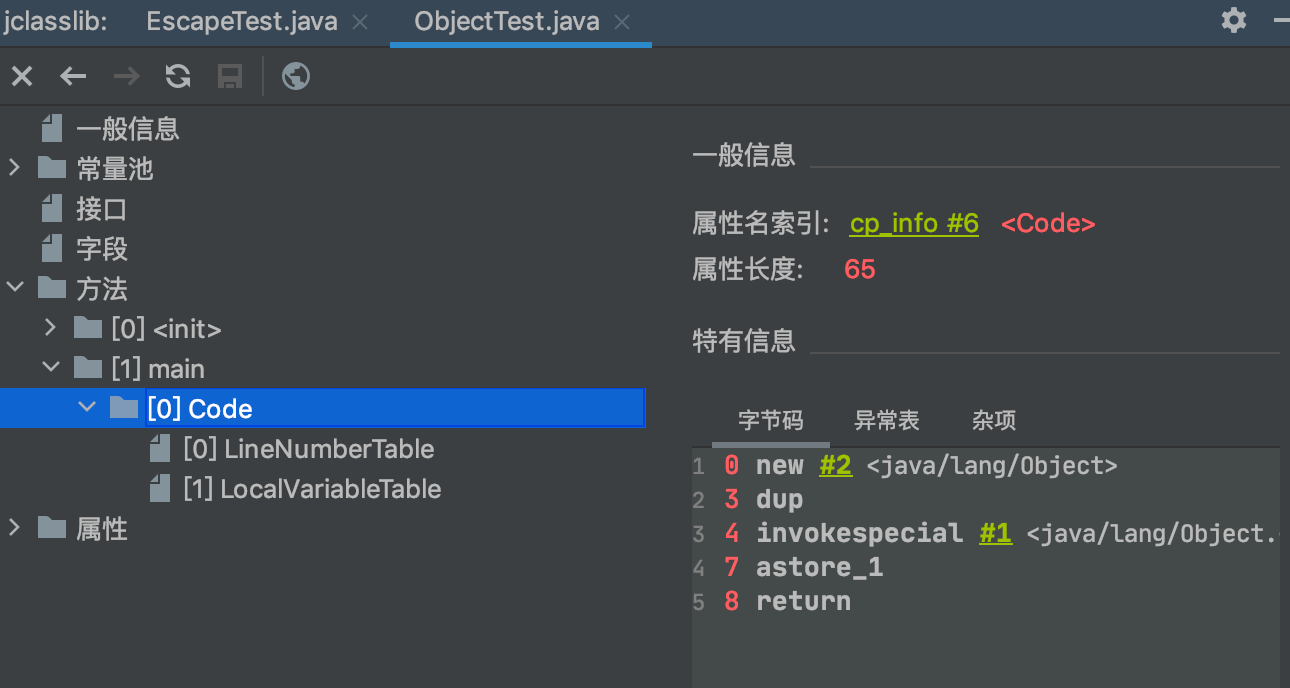 jclasslib: EscapeTest.java ObjectTest.java
一般信息
常量池
接口
字段
方法
[0] <init>
[1] main
[0] Code
[0] LineNumberTable
[1] LocalVariableTable
属性
一般信息
属性名索引: cp_info #6 <Code>
属性长度: 65
特有信息
字节码 异常表 杂项
1 0 new #2 <java/lang/Object>
2 3 dup
3 4 invokespecial #1 <java/lang/Object.
4 7 astore_1
5 8 return